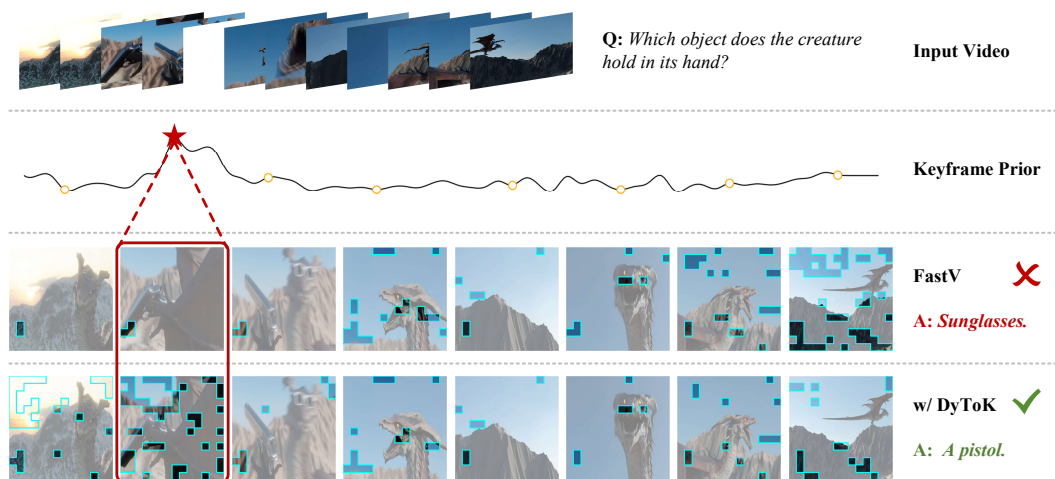 Q: Which object does the creature
hold in its hand?
Input Video
Keyframe Prior
FastV
A: Sunglasses.
w/ DyToK
A: A pistol.